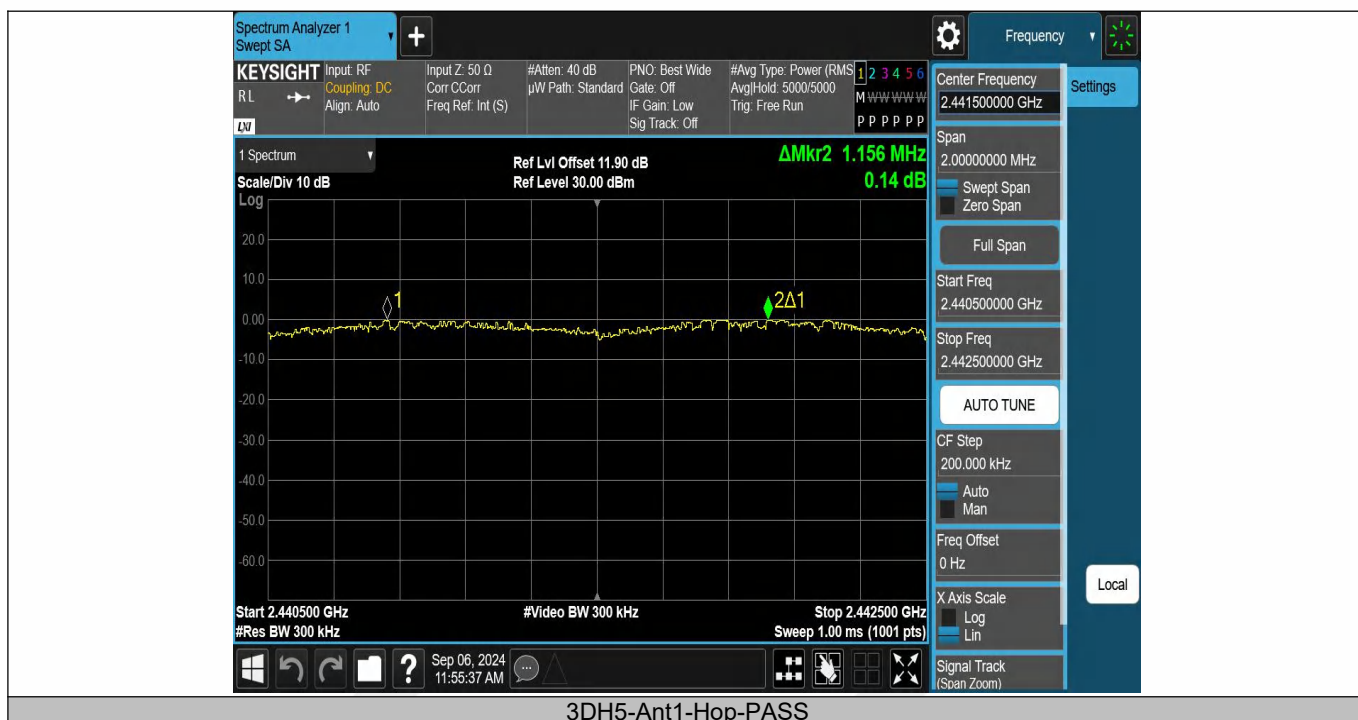 Spectrum Analyzer 1
Swept SA
Frequency
KEYSIGHT
RL
LXI
Input: RF
Coupling: DC
Align: Auto
Input Z: 50 Ω
Corr CCorr
Freq Ref: Int (S)
#Atten: 40 dB
µW Path: Standard
PNO: Best Wide
Gate: Off
IF Gain: Low
Sig Track: Off
#Avg Type: Power (RMS
Avg|Hold: 5000/5000
Trig: Free Run
1 2 3 4 5 6
M W W W W W
P P P P P P
1 Spectrum
Scale/Div 10 dB
Log
Ref Lvl Offset 11.90 dB
Ref Level 30.00 dBm
ΔMkr2 1.156 MHz
0.14 dB
20.0
10.0
0.00
-10.0
-20.0
-30.0
-40.0
-50.0
-60.0
1
2Δ1
Start 2.440500 GHz
#Res BW 300 kHz
#Video BW 300 kHz
Stop 2.442500 GHz
Sweep 1.00 ms (1001 pts)
Center Frequency
2.441500000 GHz
Settings
Span
2.00000000 MHz
Swept Span
Zero Span
Full Span
Start Freq
2.440500000 GHz
Stop Freq
2.442500000 GHz
AUTO TUNE
CF Step
200.000 kHz
Auto
Man
Freq Offset
0 Hz
X Axis Scale
Log
Lin
Local
Signal Track
(Span Zoom)
?
Sep 06, 2024
11:55:37 AM
3DH5-Ant1-Hop-PASS